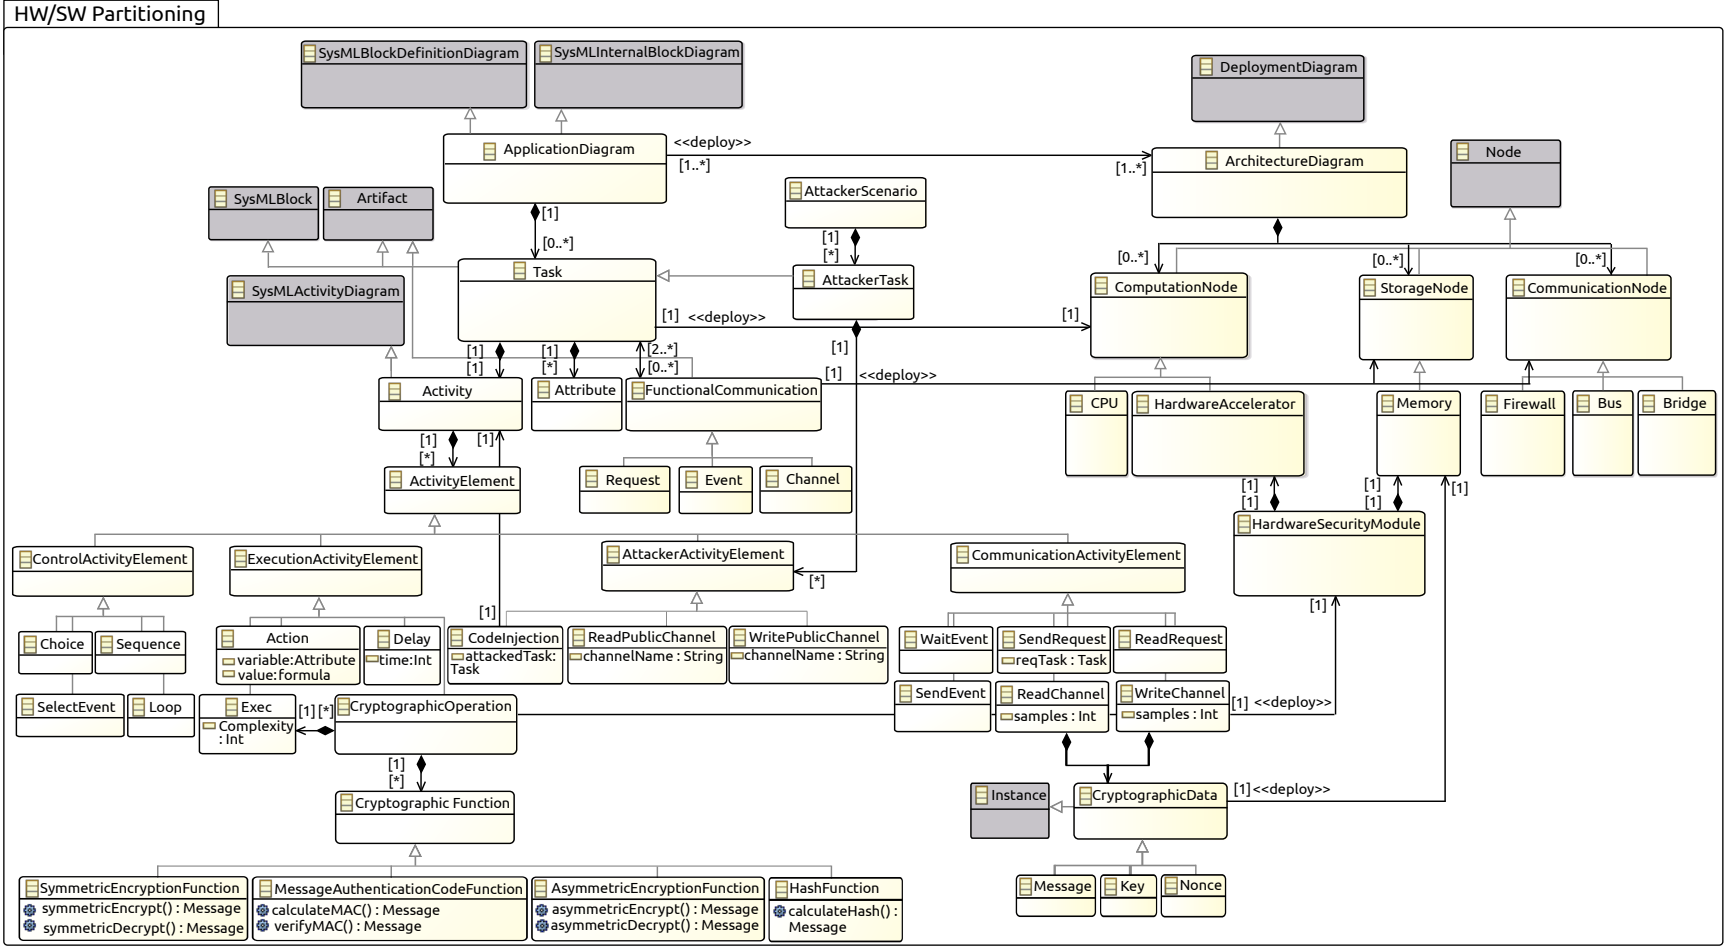 HW/SW Partitioning
SysMLBlockDefinitionDiagram
SysMLInternalBlockDiagram
DeploymentDiagram
ApplicationDiagram
<<deploy>>
[1..*]
[1..*]
ArchitectureDiagram
Node
SysMLBlock
Artifact
AttackerScenario
[1]
[0..*]
[1]
[*]
[0..*]
[0..*]
[0..*]
SysMLActivityDiagram
Task
AttackerTask
ComputationNode
StorageNode
CommunicationNode
[1]
<<deploy>>
[1]
[1]
[1]
[1]
[*]
[2..*]
[0..*]
[1]
[1]
<<deploy>>
Activity
Attribute
FunctionalCommunication
CPU
HardwareAccelerator
Memory
Firewall
Bus
Bridge
[1]
[*]
[1]
ActivityElement
Request
Event
Channel
[1]
[1]
[1]
[1]
[1]
HardwareSecurityModule
ControlActivityElement
ExecutionActivityElement
AttackerActivityElement
[*]
CommunicationActivityElement
[1]
[1]
Choice
Sequence
Action
variable:Attribute
value:formula
Delay
time:Int
CodeInjection
attackedTask:
Task
ReadPublicChannel
channelName : String
WritePublicChannel
channelName : String
WaitEvent
SendRequest
reqTask : Task
ReadRequest
SelectEvent
Loop
Exec
Complexity
: Int
[1]
[*]
CryptographicOperation
SendEvent
ReadChannel
samples : Int
WriteChannel
samples : Int
[1]
<<deploy>>
[1]
[*]
Cryptographic Function
Instance
CryptographicData
[1]
<<deploy>>
SymmetricEncryptionFunction
symmetricEncrypt() : Message
symmetricDecrypt() : Message
MessageAuthenticationCodeFunction
calculateMAC() : Message
verifyMAC() : Message
AsymmetricEncryptionFunction
asymmetricEncrypt() : Message
asymmetricDecrypt() : Message
HashFunction
calculateHash() :
Message
Message
Key
Nonce